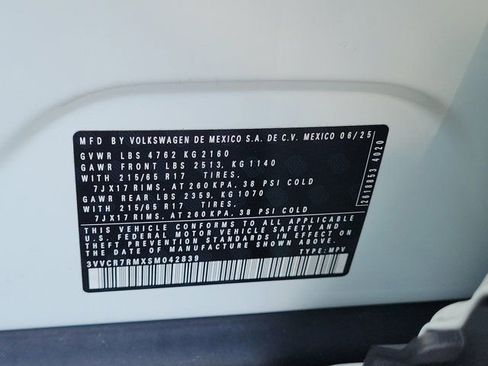 MFD BY VOLKSWAGEN DE MEXICO S.A. DE C.V. MEXICO 06/25
GVWR LBS 4762 KG 2160
GAWR FRONT LBS 2513, KG 1140
WITH 215/65 R17 TIRES,
7JX17 RIMS, AT 260 KPA, 38 PSI COLD
GAWR REAR LBS 2359, KG 1070
WITH 215/65 R17 TIRES,
7JX17 RIMS, AT 260 KPA, 38 PSI COLD
THIS VEHICLE CONFORMS TO ALL APPLICABLE
U.S. FEDERAL MOTOR VEHICLE SAFETY AND
THEFT PREVENTION STANDARDS IN EFFECT ON THE
DATE OF MANUFACTURE SHOWN ABOVE.
3VVCR7RMXSM042839 TYPE: MPV
2618853 4020